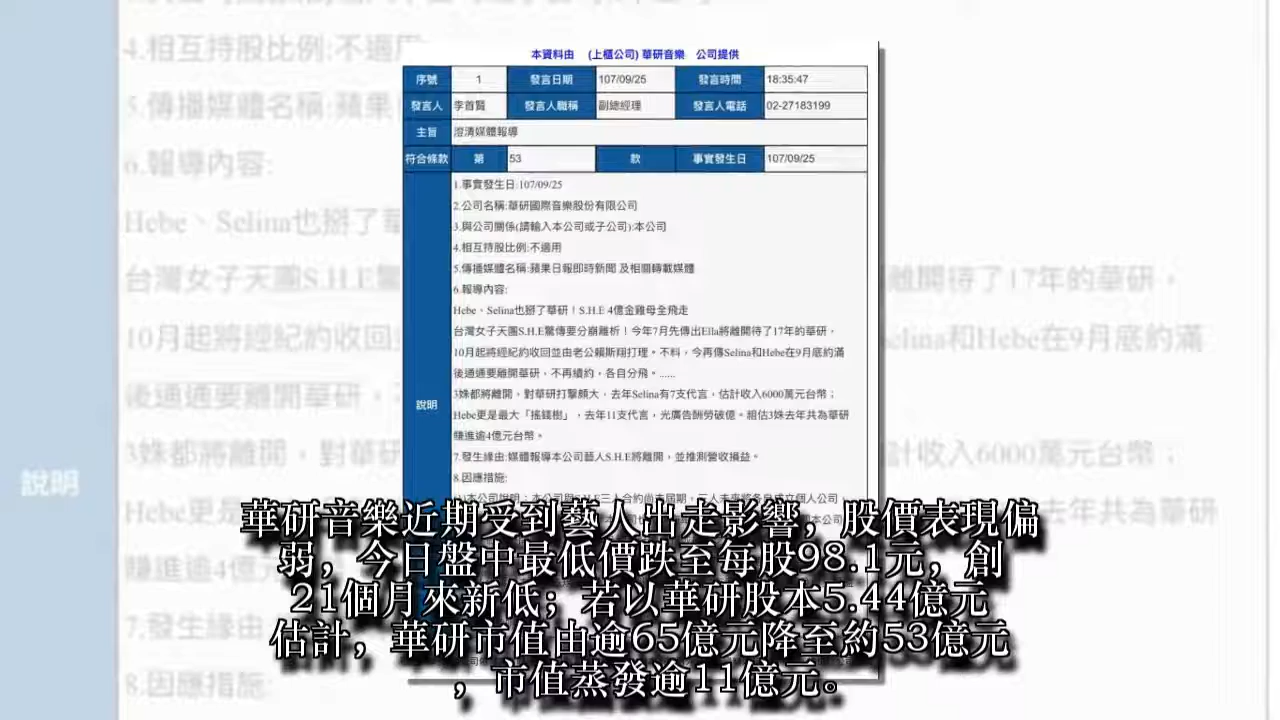 本資料由 (上櫃公司) 華研音樂 公司提供
序號 1 發言日期 107/09/25 發言時間 18:35:47
發言人 李首賢 發言人職稱 副總經理 發言人電話 02-27183199
主旨 澄清媒體報導
符合條款 第 53 款 事實發生日 107/09/25
說明
1.事實發生日:107/09/25
2.公司名稱:華研國際音樂股份有限公司
3.與公司關係(請輸入本公司或子公司):本公司
4.相互持股比例:不適用
5.傳播媒體名稱:蘋果日報即時新聞 及相關轉載媒體
6.報導內容:
Hebe、Selina也掰了華研！S.H.E 4億金雞母全飛走
台灣女子天團S.H.E驚傳要分崩離析！今年7月先傳出Ella將離開待了17年的華研，
10月起將經紀約收回並由老公賴斯翔打理。不料，今再傳Selina和Hebe在9月底約滿
後通通要離開華研，不再續約，各自分飛。......
3姝都將離開，對華研打擊頗大，去年Selina有7支代言，估計收入6000萬元台幣；
Hebe更是最大「搖錢樹」，去年11支代言，光廣告酬勞破億。粗估3姝去年共為華研
賺進逾4億元台幣。
7.發生緣由:媒體報導本公司藝人S.H.E將離開，並推測營收損益。
8.因應措施:
華研音樂近期受到藝人出走影響，股價表現偏
弱，今日盤中最低價跌至每股98.1元，創
21個月來新低；若以華研股本5.44億元
估計，華研市值由逾65億元降至約53億元
，市值蒸發逾11億元。
4.相互持股比例:不適用
5.傳播媒體名稱:蘋果
6.報導內容:
Hebe、Selina也掰了華
台灣女子天團S.H.E驚 離開待了17年的華研，
10月起將經紀約收回 Selina和Hebe在9月底約滿
後通通要離開華研，
3姝都將離開，對華研 計收入6000萬元台幣；
說明
Hebe更是 去年共為華研
賺進逾4億
7.發生緣由
8.因應措施: